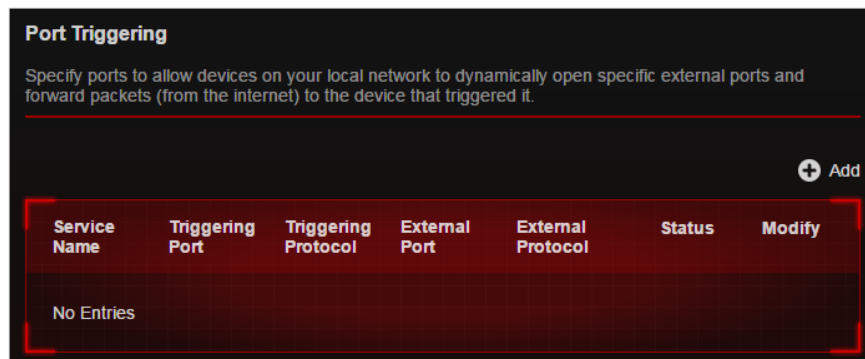 Port Triggering
Specify ports to allow devices on your local network to dynamically open specific external ports and
forward packets (from the internet) to the device that triggered it.
Add
Service Name Triggering Port Triggering Protocol External Port External Protocol Status Modify
No Entries